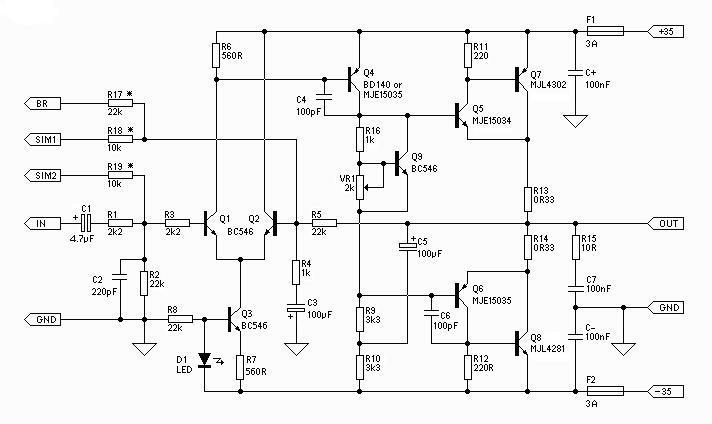 F1
+35
3A
R6
560R
R11
220
Q4
BD140 or
MJE15035
Q7
MJL4302
C+
100nF
R17 *
22k
BR
C4
100pF
Q5
MJE15034
R18 *
10k
SIM1
R16
1k
Q9
BC546
R19 *
10k
SIM2
VR1
2k
R13
0R33
C1
+
4.7µF
IN
R1
2k2
R3
2k2
Q1
Q2
BC546
R5
22k
OUT
R4
1k
+
C5
100µF
R14
0R33
R15
10R
C2
220pF
R2
22k
Q6
MJE15035
C7
100nF
C3
100µF
+
GND
R8
22k
Q3
BC546
R9
3k3
C6
100pF
GND
C-
100nF
Q8
MJL4281
D1
LED
R7
560R
R10
3k3
R12
220R
F2
-35
3A